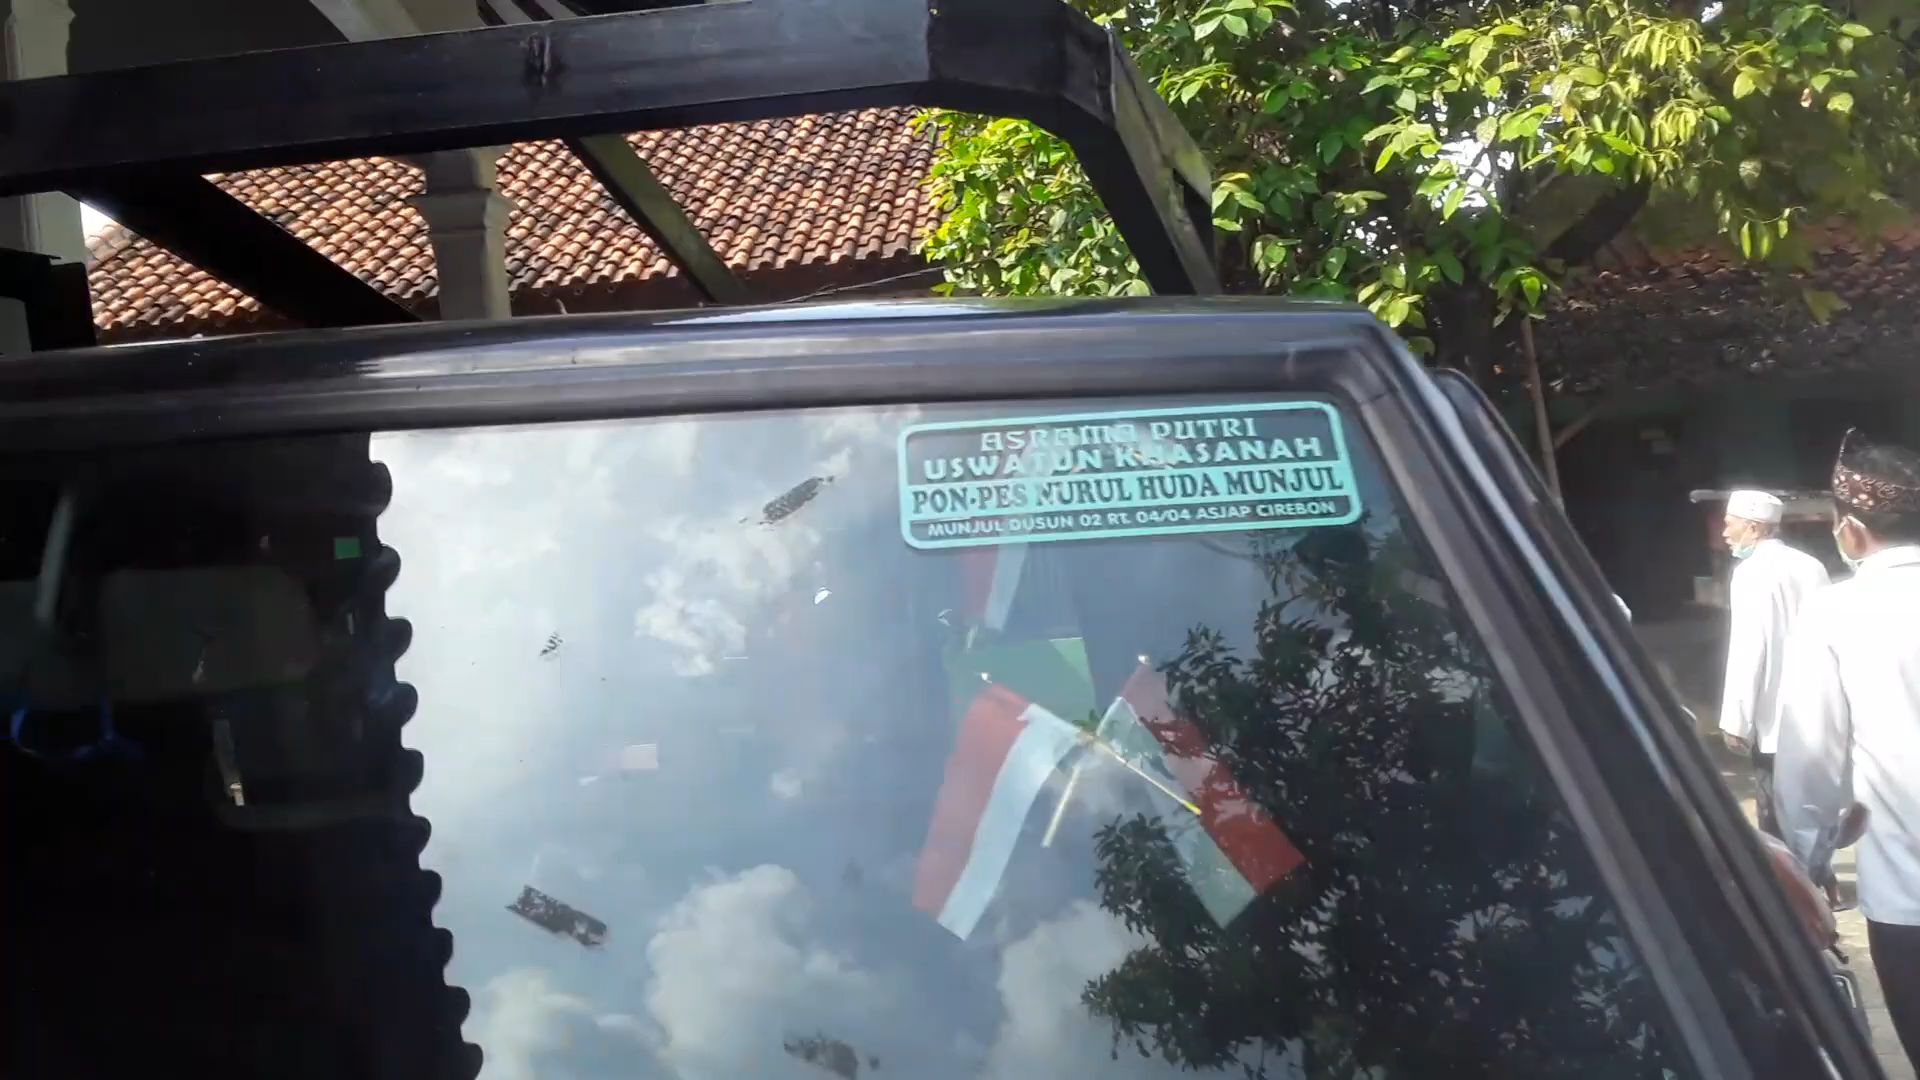 ASRAMA PUTRI
USWATUN KHASANAH
PON-PES NURUL HUDA MUNJUL
MUNJUL DUSUN 02 RT. 04/04 ASJAP CIREBON